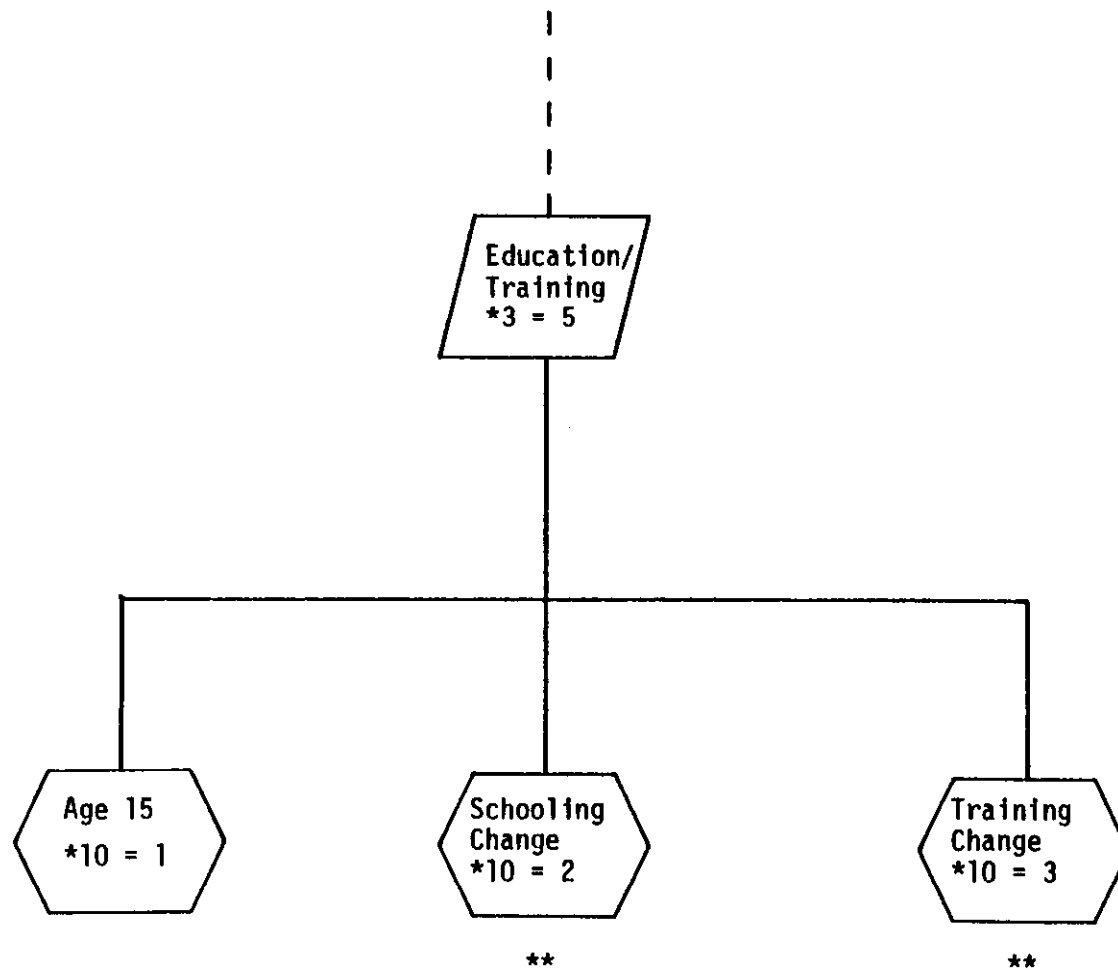 Education/
Training
*3 = 5
Age 15
*10 = 1
Schooling
Change
*10 = 2
Training
Change
*10 = 3
**
**